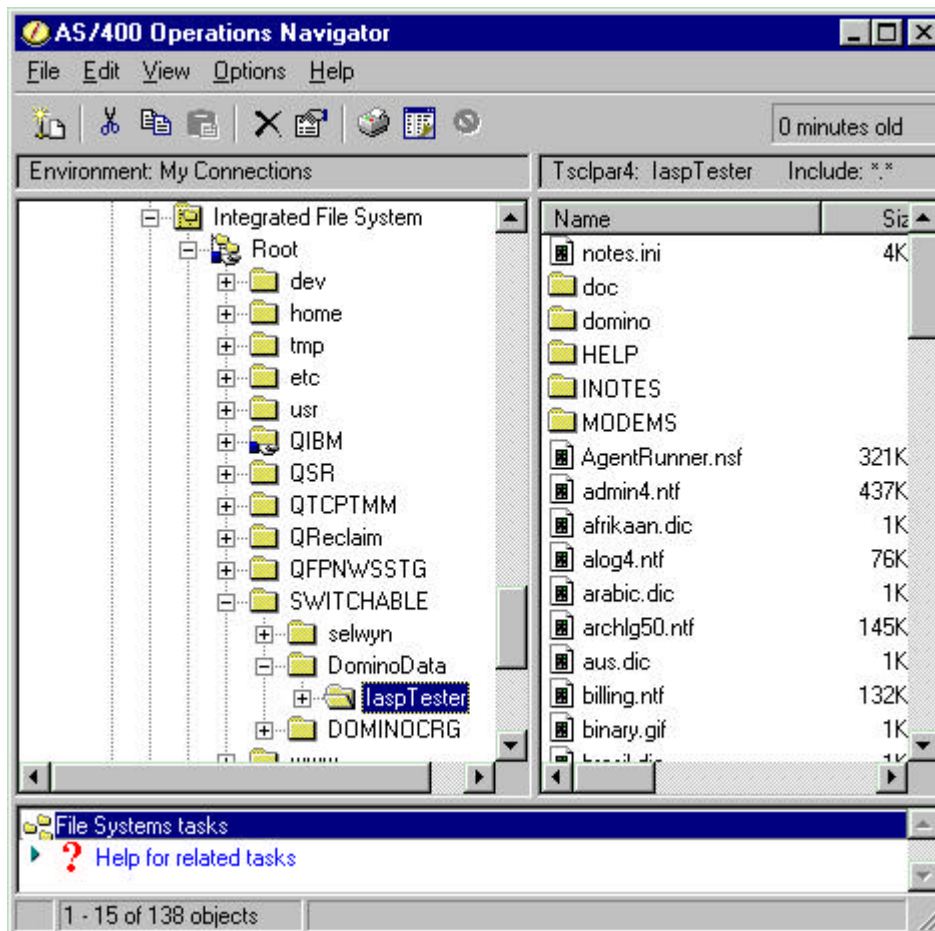 AS/400 Operations Navigator
File Edit View Options Help
0 minutes old
Environment: My Connections
Tsclpar4: IaspTester Include: *.*
Integrated File System
Root
dev
home
tmp
etc
usr
QIBM
QSR
QTCPTMM
QReclaim
QFPNWSSTG
SWITCHABLE
selwyn
DominoData
IaspTester
DOMINOCRG
Name Siz
notes.ini 4K
doc
domino
HELP
INOTES
MODEMS
AgentRunner.nsf 321K
admin4.ntf 437K
afrikaan.dic 1K
alog4.ntf 76K
arabic.dic 1K
archlg50.ntf 145K
aus.dic 1K
billing.ntf 132K
binary.gif 1K
File Systems tasks
? Help for related tasks
1 - 15 of 138 objects